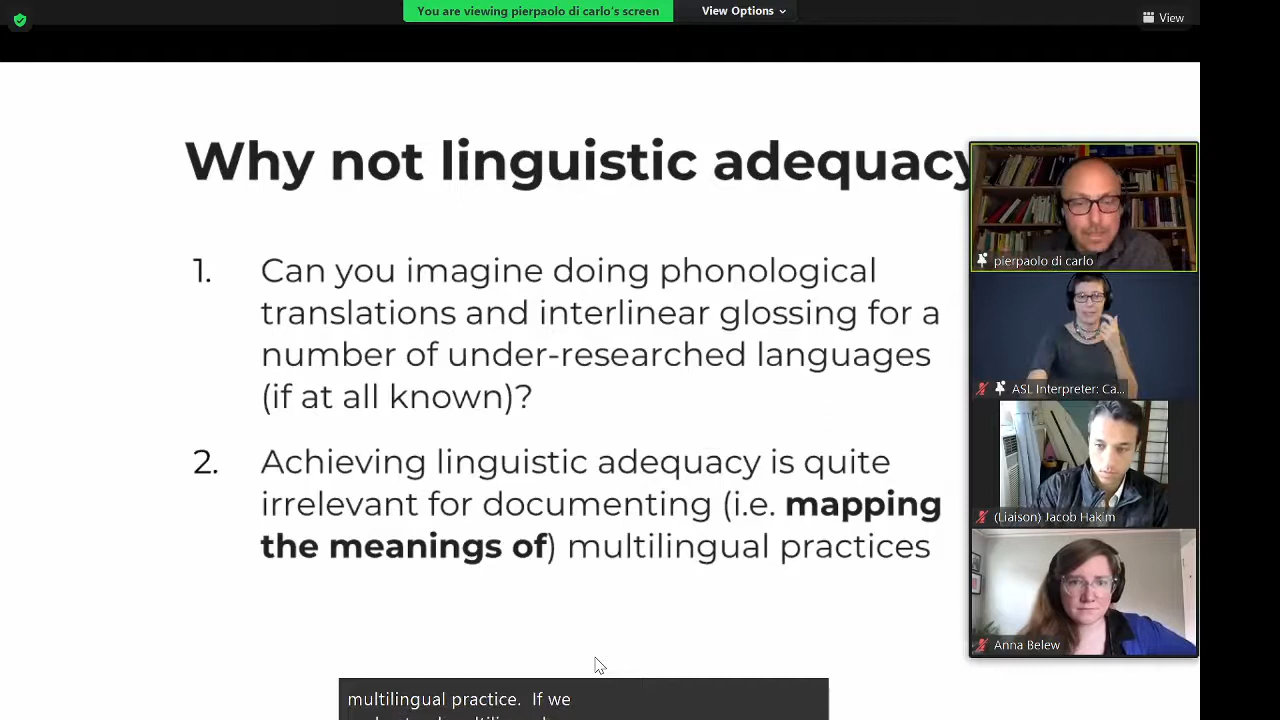 You are viewing pierpaolo di carlo's screen
View Options
View
Why not linguistic adequacy
1. Can you imagine doing phonological
translations and interlinear glossing for a
number of under-researched languages
(if at all known)?
2. Achieving linguistic adequacy is quite
irrelevant for documenting (i.e. mapping
the meanings of) multilingual practices
pierpaolo di carlo
ASL Interpreter: Ca...
(Liaison) Jacob Hakim
Anna Belew
multilingual practice. If we